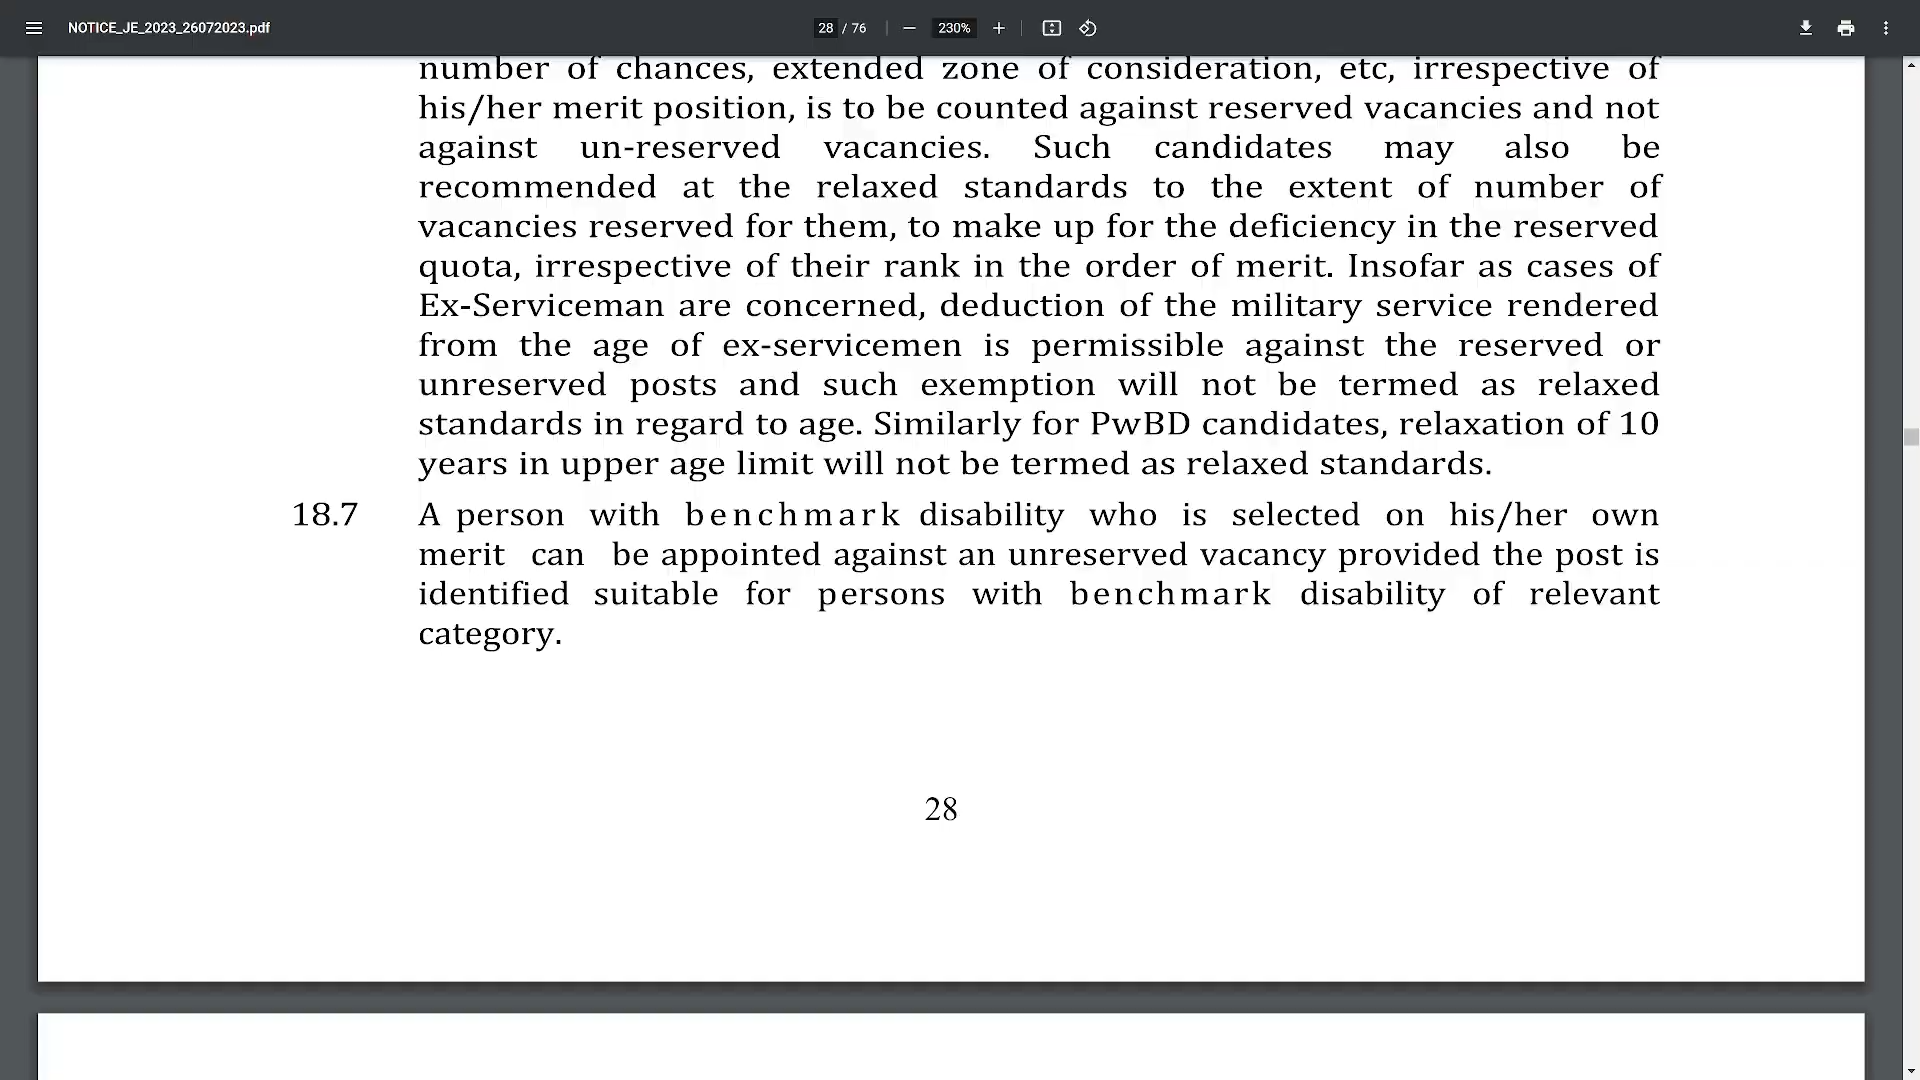 NOTICE_JE_2023_26072023.pdf
28 / 76
230%
number of chances, extended zone of consideration, etc, irrespective of
his/her merit position, is to be counted against reserved vacancies and not
against un-reserved vacancies. Such candidates may also be
recommended at the relaxed standards to the extent of number of
vacancies reserved for them, to make up for the deficiency in the reserved
quota, irrespective of their rank in the order of merit. Insofar as cases of
Ex-Serviceman are concerned, deduction of the military service rendered
from the age of ex-servicemen is permissible against the reserved or
unreserved posts and such exemption will not be termed as relaxed
standards in regard to age. Similarly for PwBD candidates, relaxation of 10
years in upper age limit will not be termed as relaxed standards.
18.7 A person with benchmark disability who is selected on his/her own
merit can be appointed against an unreserved vacancy provided the post is
identified suitable for persons with benchmark disability of relevant
category.
28